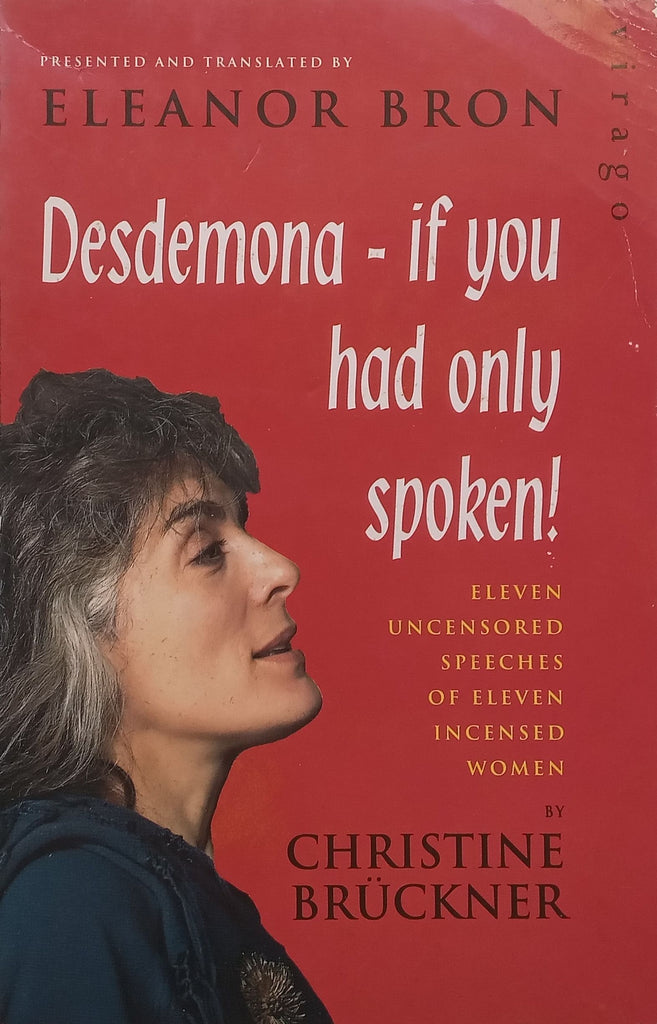 PRESENTED AND TRANSLATED BY
ELEANOR BRON
virago
Desdemona - if you
had only
spoken!
ELEVEN
UNCENSORED
SPEECHES
OF ELEVEN
INCENSED
WOMEN
BY
CHRISTINE
BRÜCKNER